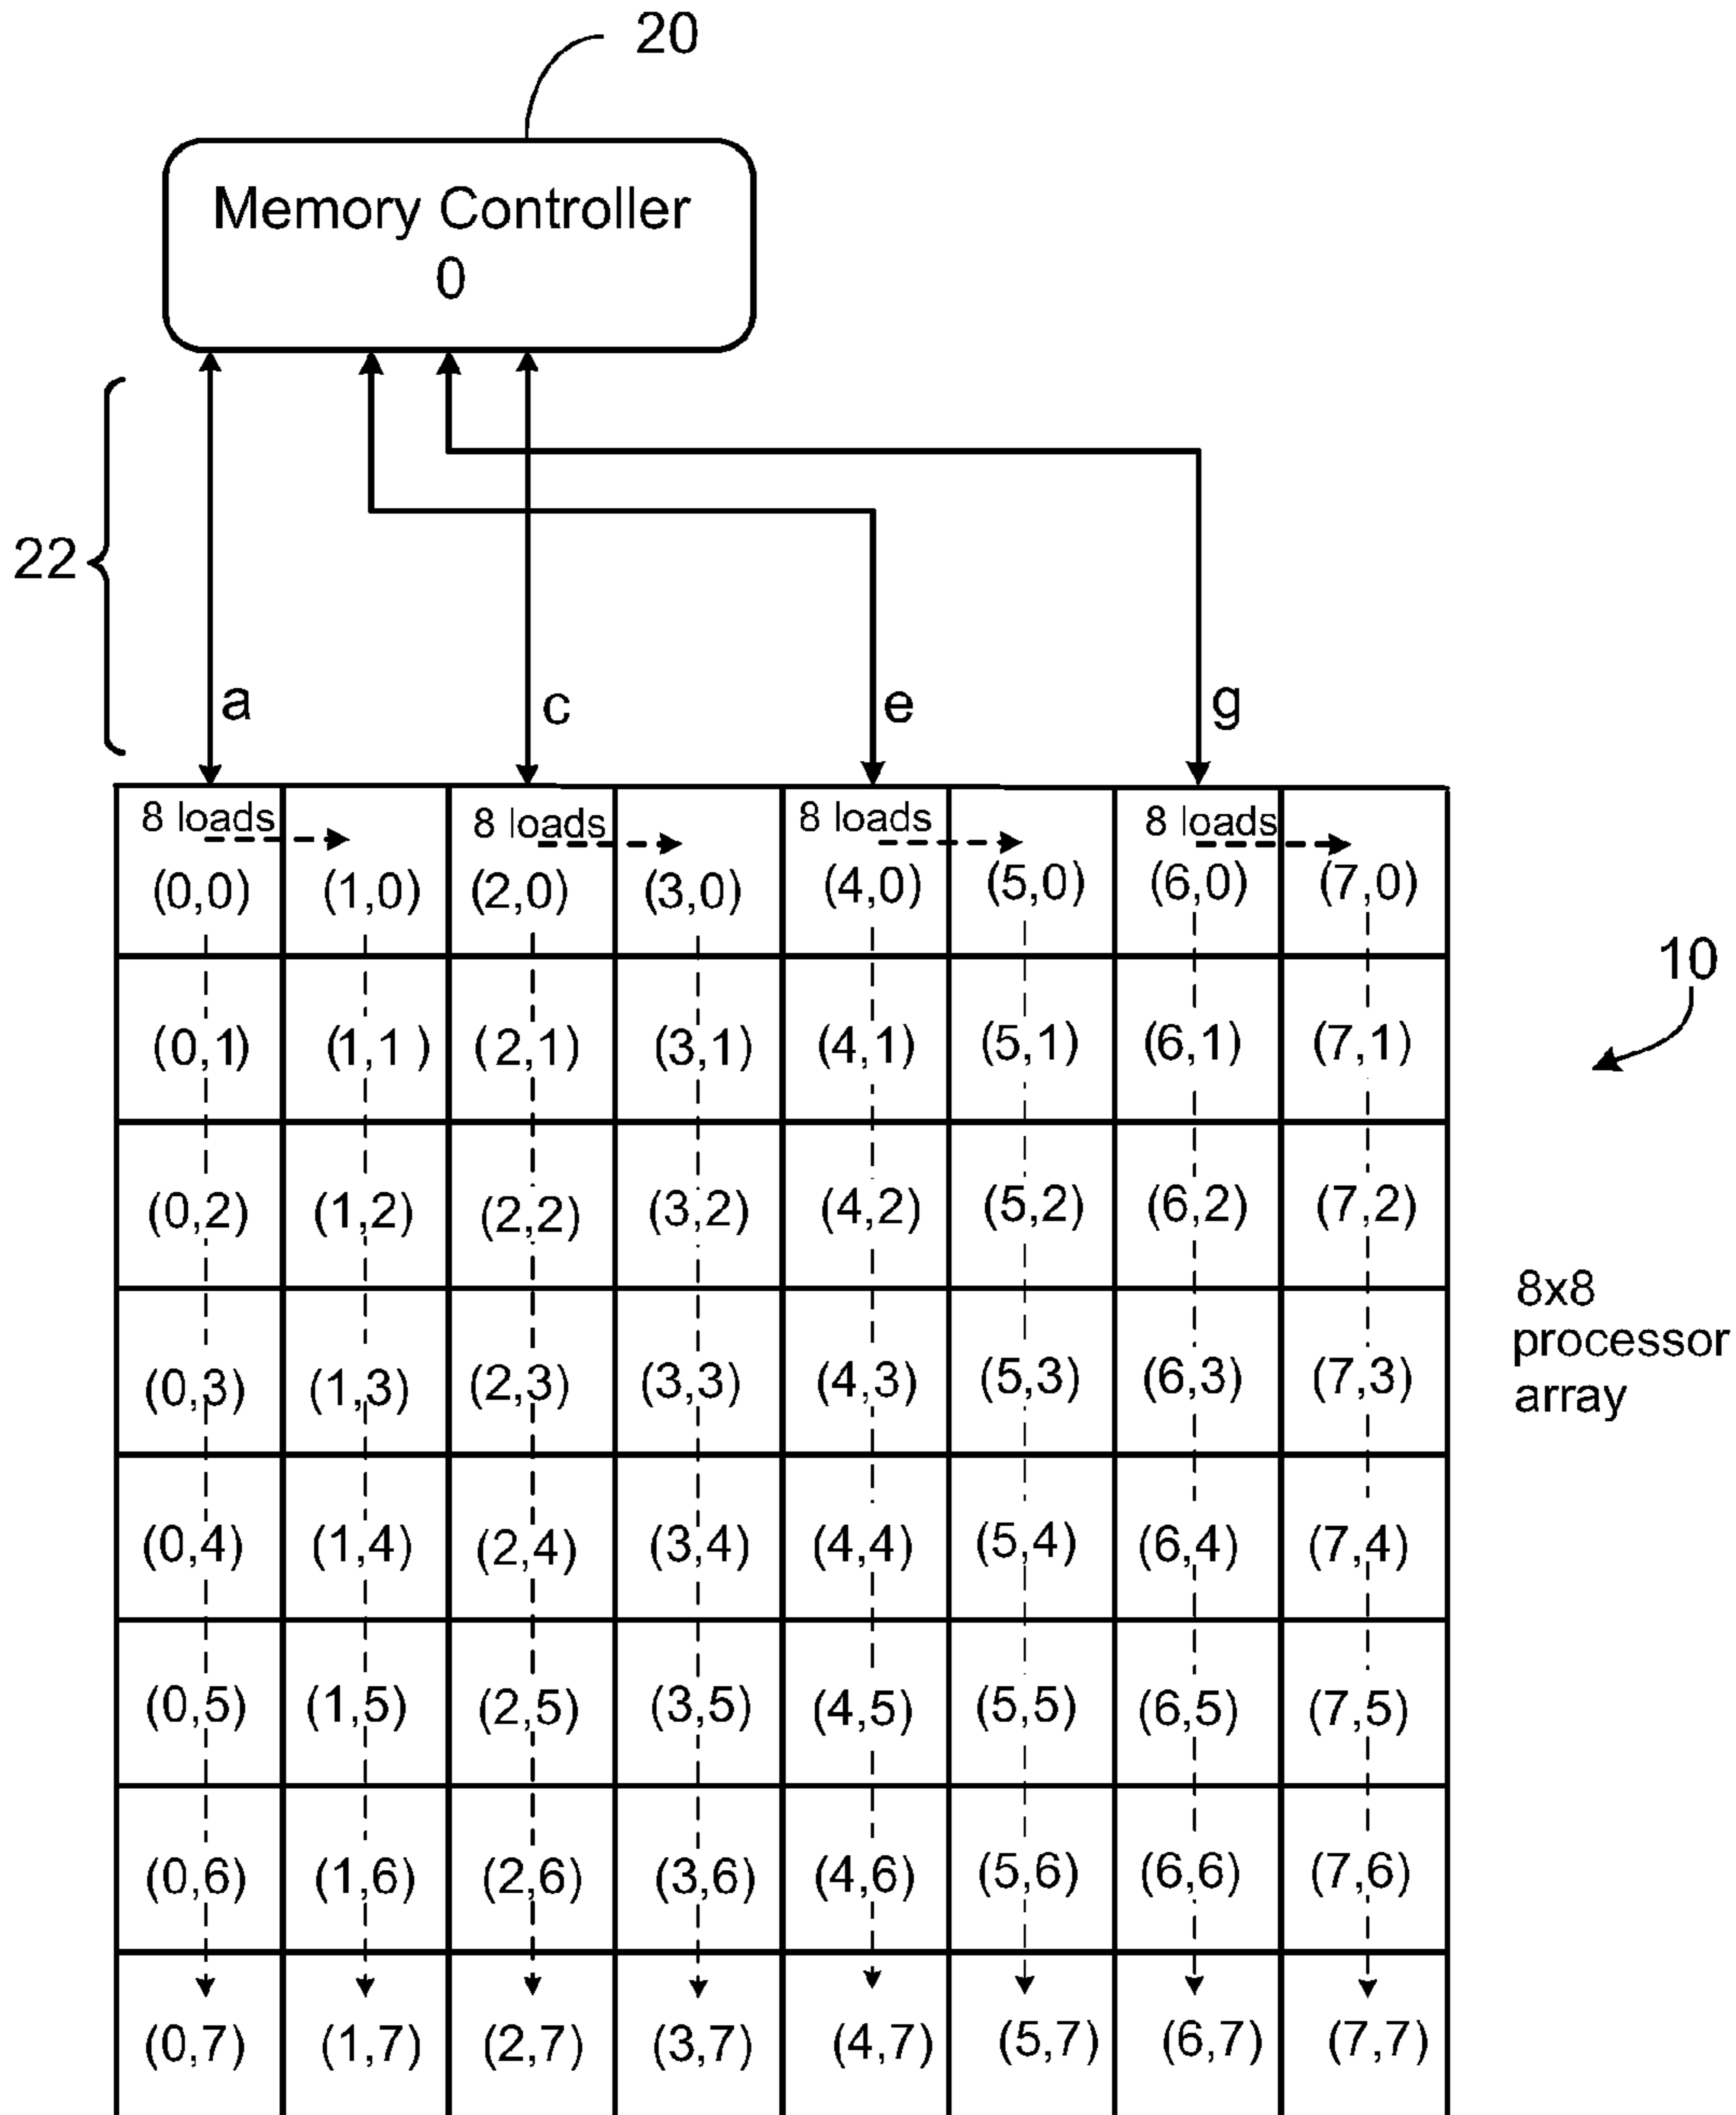 20
Memory Controller
0
22
a c e g
8 loads 8 loads 8 loads 8 loads
(0,0) (1,0) (2,0) (3,0) (4,0) (5,0) (6,0) (7,0)
10
(0,1) (1,1) (2,1) (3,1) (4,1) (5,1) (6,1) (7,1)
(0,2) (1,2) (2,2) (3,2) (4,2) (5,2) (6,2) (7,2)
8x8
processor
array
(0,3) (1,3) (2,3) (3,3) (4,3) (5,3) (6,3) (7,3)
(0,4) (1,4) (2,4) (3,4) (4,4) (5,4) (6,4) (7,4)
(0,5) (1,5) (2,5) (3,5) (4,5) (5,5) (6,5) (7,5)
(0,6) (1,6) (2,6) (3,6) (4,6) (5,6) (6,6) (7,6)
(0,7) (1,7) (2,7) (3,7) (4,7) (5,7) (6,7) (7,7)